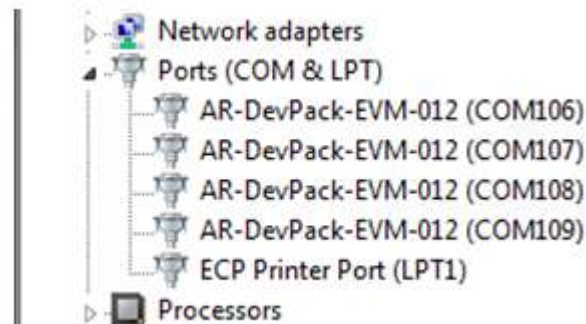 Network adapters
Ports (COM & LPT)
AR-DevPack-EVM-012 (COM106)
AR-DevPack-EVM-012 (COM107)
AR-DevPack-EVM-012 (COM108)
AR-DevPack-EVM-012 (COM109)
ECP Printer Port (LPT1)
Processors